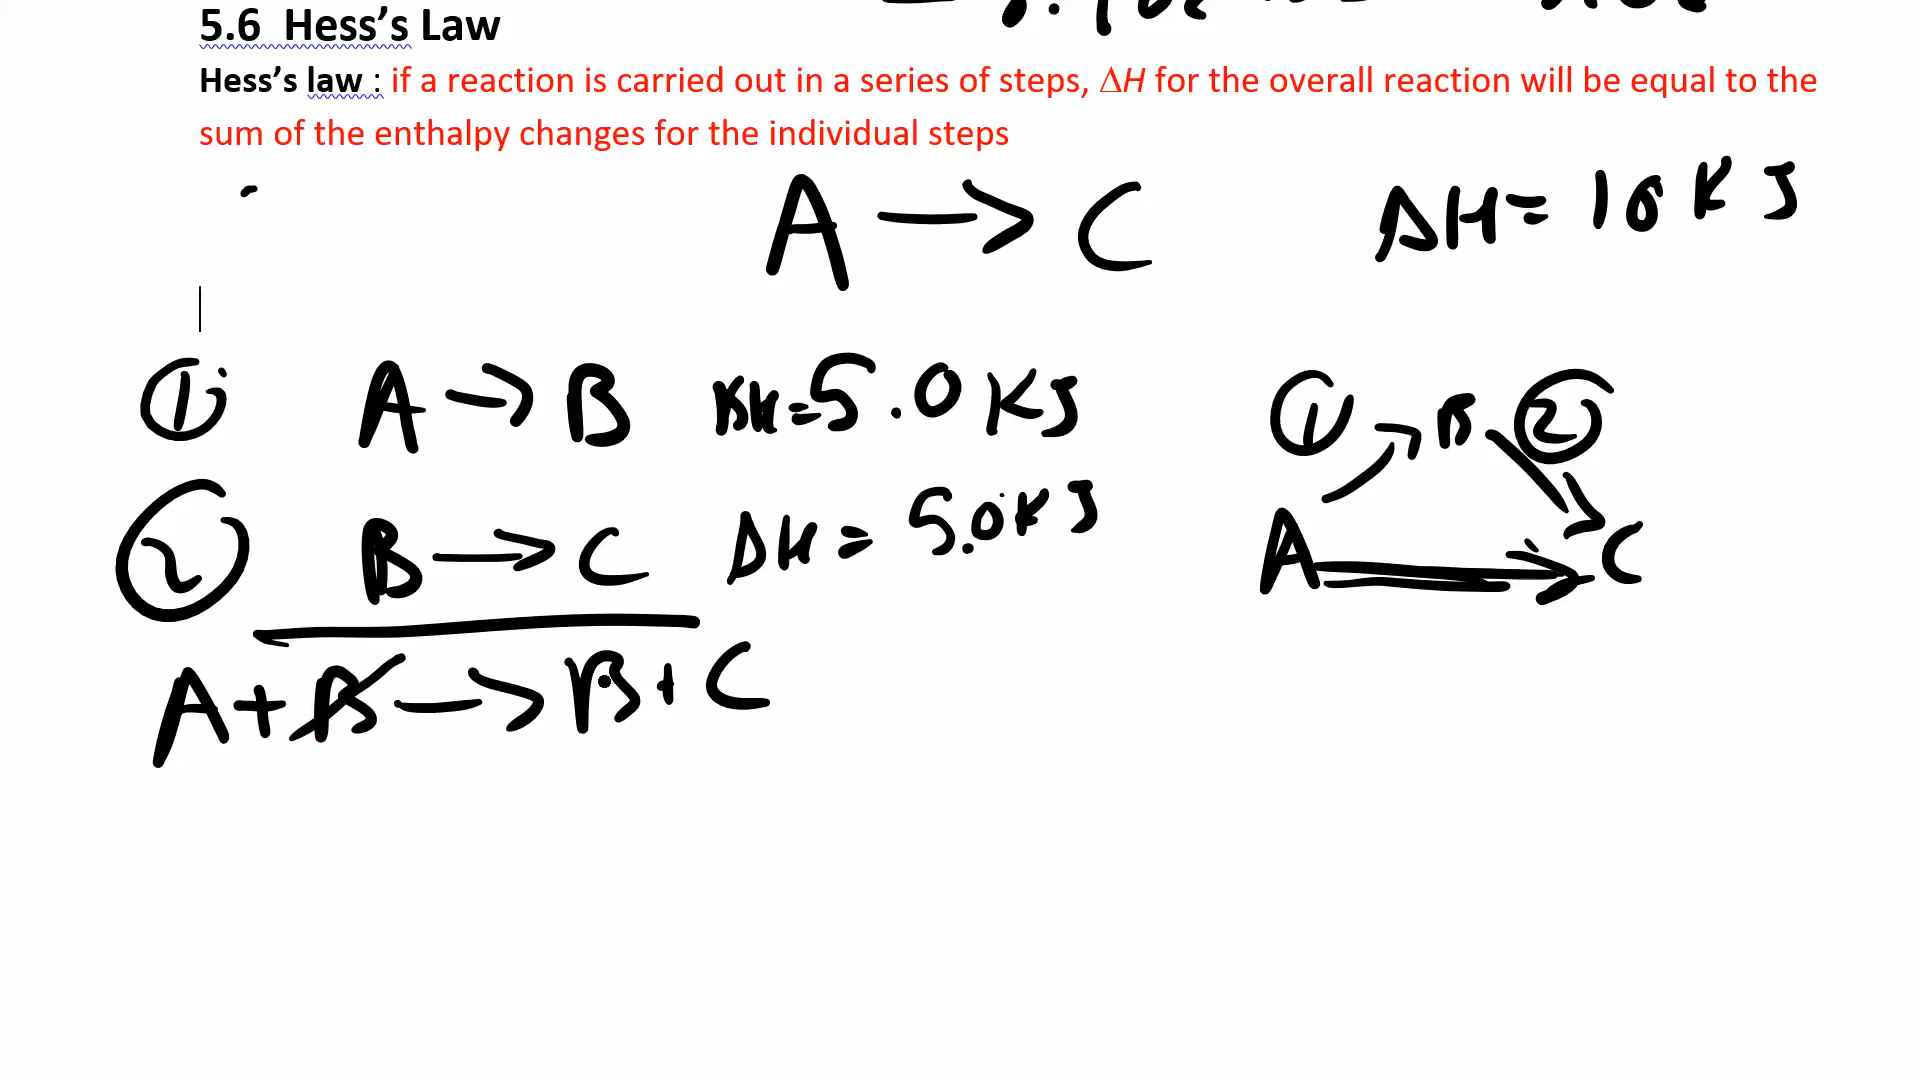 5.6 Hess's Law
Hess's law : if a reaction is carried out in a series of steps, ΔH for the overall reaction will be equal to the
sum of the enthalpy changes for the individual steps
A → C ΔH = 10 KJ
① A → B ΔH = 5.0 KJ
② B → C ΔH = 5.0 KJ
A + B → B + C
① B ②
A → C